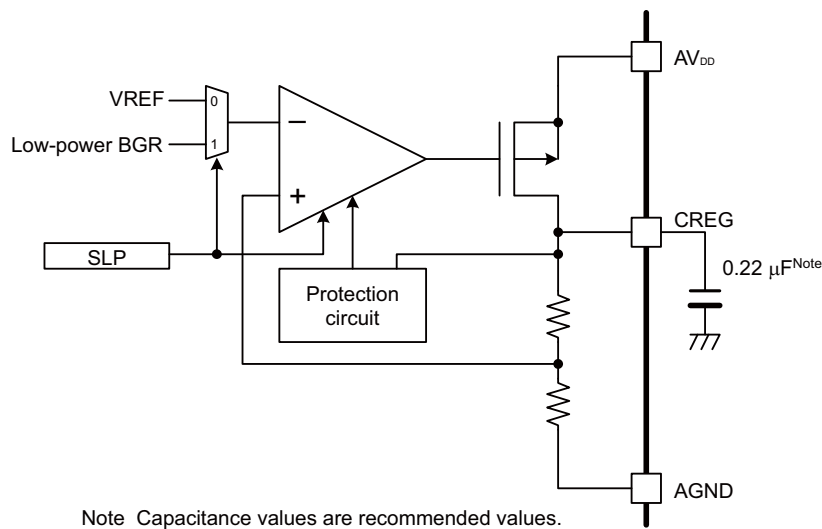 AVDD
VREF
0
Low-power BGR
1
−
+
CREG
SLP
0.22 μFNote
Protection
circuit
AGND
Note Capacitance values are recommended values.